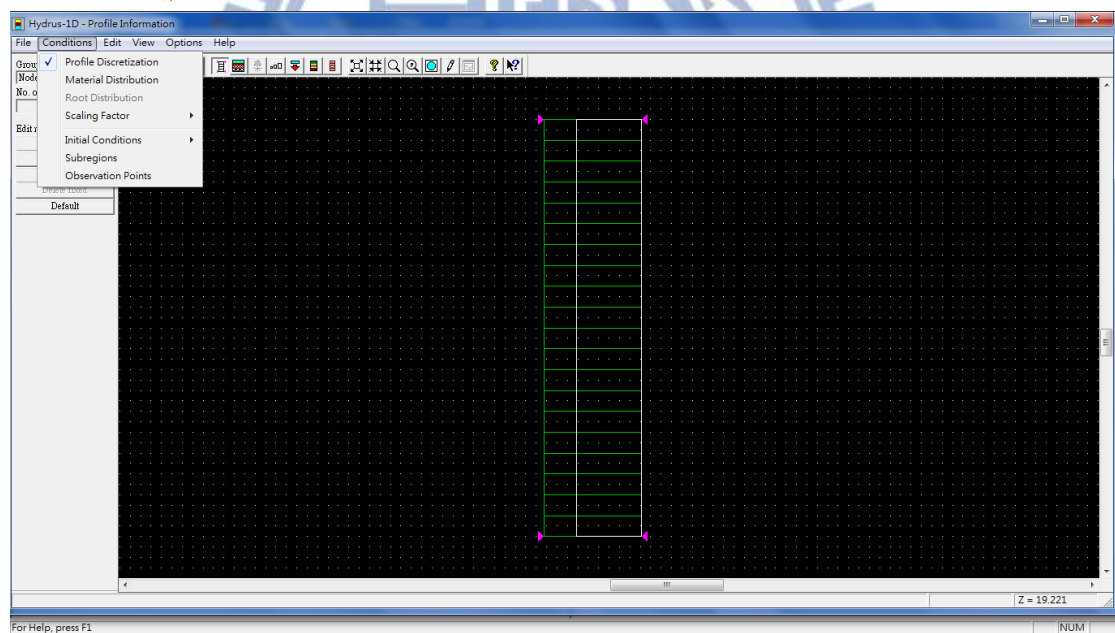 Hydrus-1D - Profile Information
File Conditions Edit View Options Help
Profile Discretization
Material Distribution
Root Distribution
Scaling Factor
Initial Conditions
Subregions
Observation Points
Default
Z = 19.221
For Help, press F1
NUM